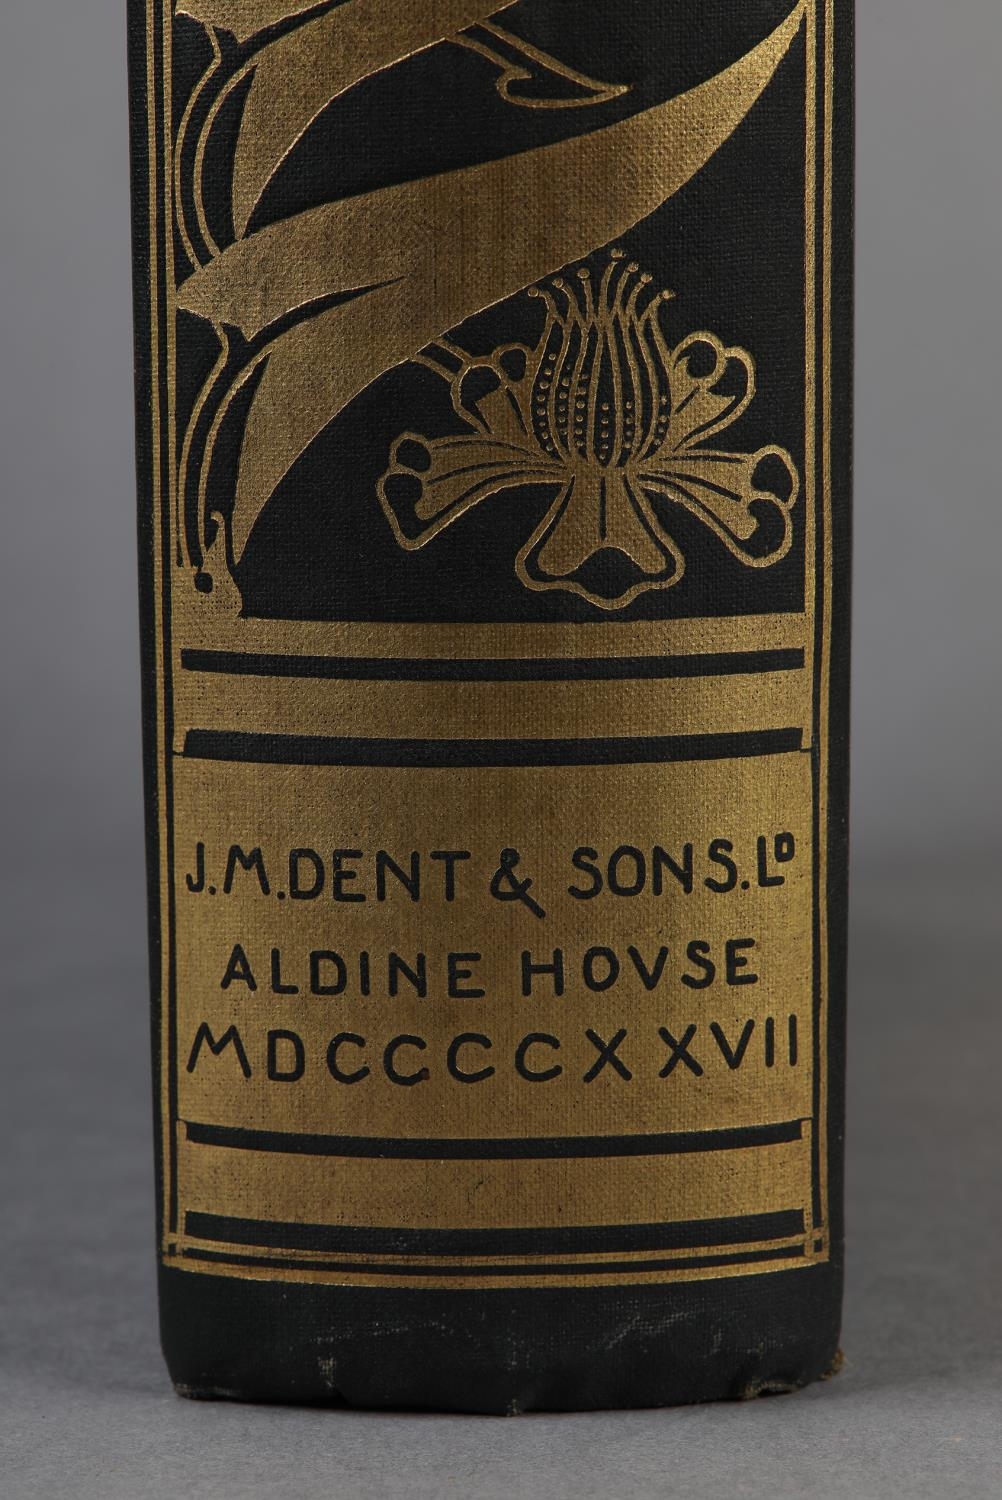 J.M.DENT & SONS.LD
ALDINE HOVSE
MDCCCCXXVII